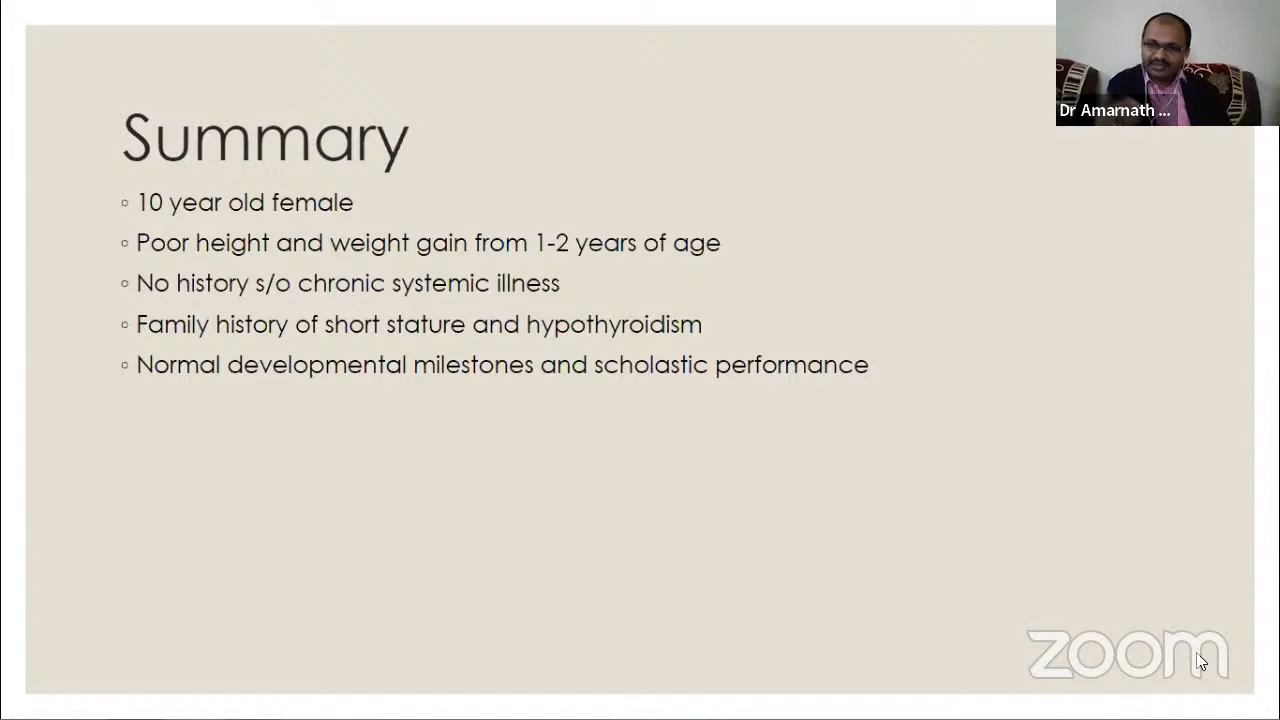 Dr Amarnath ...
Summary
10 year old female
Poor height and weight gain from 1-2 years of age
No history s/o chronic systemic illness
Family history of short stature and hypothyroidism
Normal developmental milestones and scholastic performance
zoom